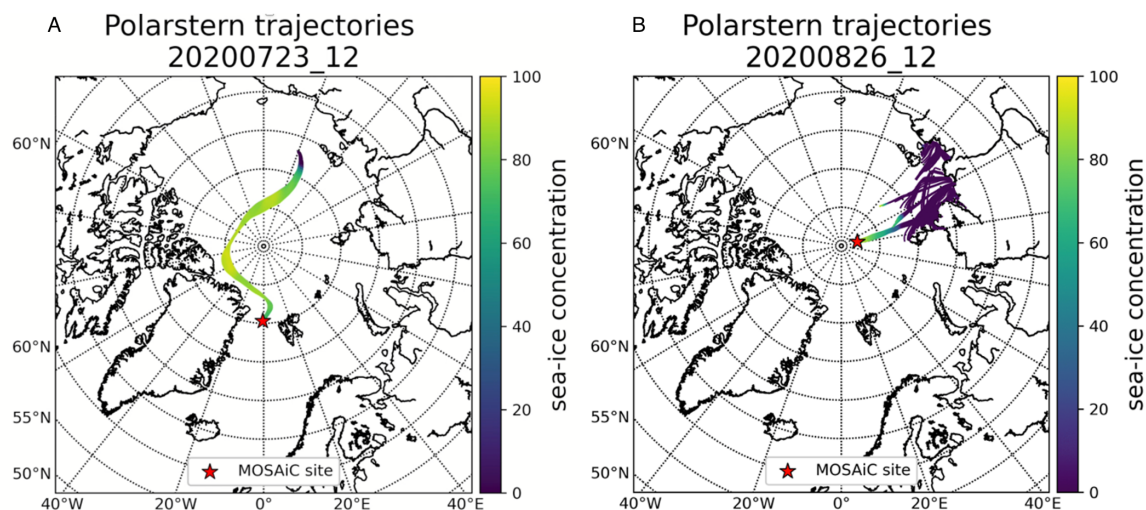 A
Polarstern trajectories
20200723_12
60°N
60°N
55°N
50°N
40°W
20°W
0°
20°E
40°E
MOSAiC site
100
80
60
40
20
0
sea-ice concentration
B
Polarstern trajectories
20200826_12
60°N
60°N
55°N
50°N
40°W
20°W
0°
20°E
40°E
MOSAiC site
100
80
60
40
20
0
sea-ice concentration